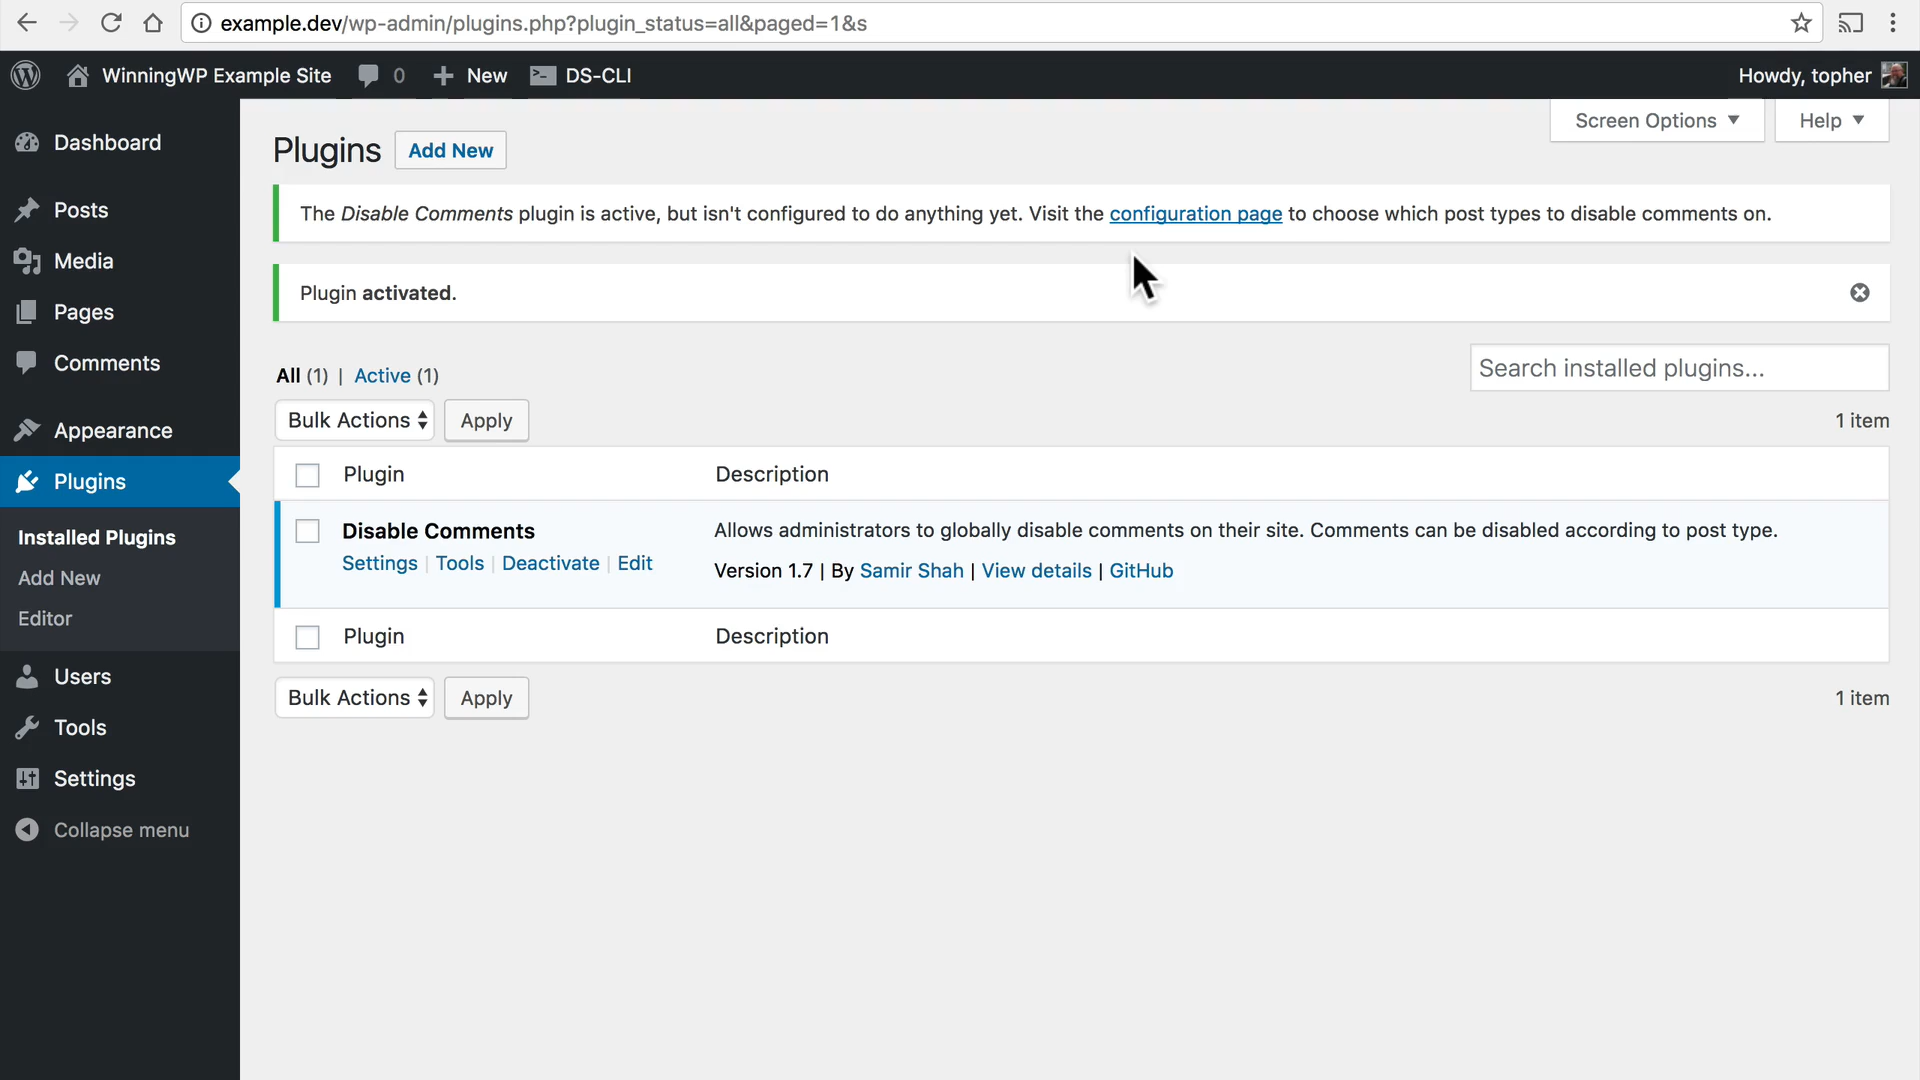 example.dev/wp-admin/plugins.php?plugin_status=all&paged=1&s
WinningWP Example Site 0 New DS-CLI Howdy, topher
Screen Options Help
Dashboard
Posts
Media
Pages
Comments
Appearance
Plugins
Installed Plugins
Add New
Editor
Users
Tools
Settings
Collapse menu
Plugins Add New
The Disable Comments plugin is active, but isn't configured to do anything yet. Visit the configuration page to choose which post types to disable comments on.
Plugin activated.
All (1) | Active (1)
Search installed plugins...
Bulk Actions Apply 1 item
Plugin Description
Disable Comments Allows administrators to globally disable comments on their site. Comments can be disabled according to post type.
Settings | Tools | Deactivate | Edit Version 1.7 | By Samir Shah | View details | GitHub
Plugin Description
Bulk Actions Apply 1 item